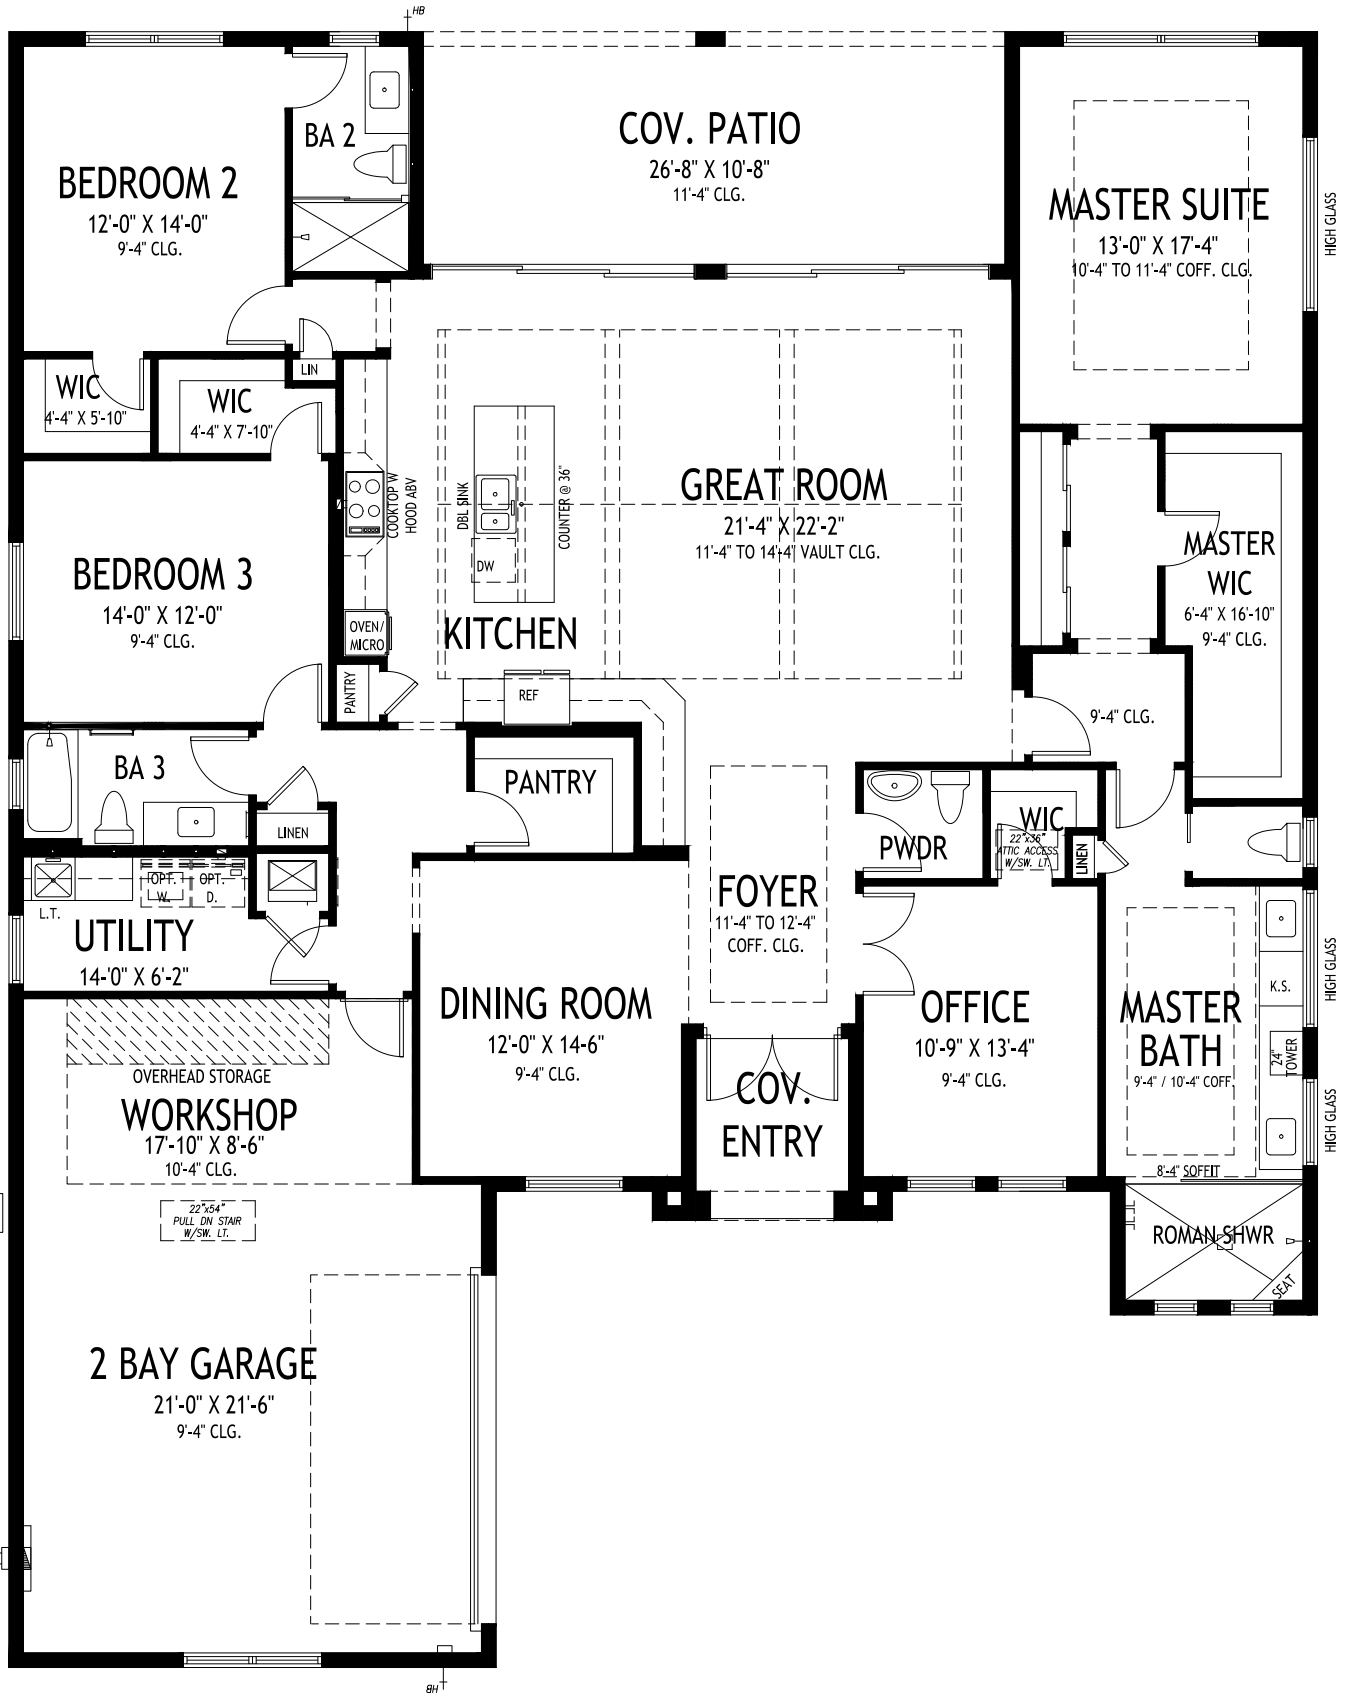 HB
COV. PATIO
26'-8" X 10'-8"
11'-4" CLG.
BA 2
BEDROOM 2
12'-0" X 14'-0"
9'-4" CLG.
MASTER SUITE
13'-0" X 17'-4"
10'-4" TO 11'-4" COFF. CLG.
HIGH GLASS
LIN
WIC
4'-4" X 5'-10"
WIC
4'-4" X 7'-10"
COOKTOP W
HOOD ABV
DBL SINK
COUNTER @ 36"
DW
GREAT ROOM
21'-4" X 22'-2"
11'-4" TO 14'-4" VAULT CLG.
MASTER
WIC
6'-4" X 16'-10"
9'-4" CLG.
BEDROOM 3
14'-0" X 12'-0"
9'-4" CLG.
OVEN/
MICRO
KITCHEN
PANTRY
REF
9'-4" CLG.
BA 3
PANTRY
LINEN
PWDR
WIC
22"x36"
ATTIC ACCESS
W/SW. LT.
LINEN
OPT.
W.
OPT.
D.
L.T.
UTILITY
14'-0" X 6'-2"
FOYER
11'-4" TO 12'-4"
COFF. CLG.
HIGH GLASS
K.S.
DINING ROOM
12'-0" X 14'-6"
9'-4" CLG.
OFFICE
10'-9" X 13'-4"
9'-4" CLG.
MASTER
BATH
9'-4" / 10'-4" COFF.
24"
TOWER
HIGH GLASS
OVERHEAD STORAGE
WORKSHOP
17'-10" X 8'-6"
10'-4" CLG.
COV.
ENTRY
8'-4" SOFFIT
22"x54"
PULL DN STAIR
W/SW. LT.
ROMAN SHWR
SEAT
2 BAY GARAGE
21'-0" X 21'-6"
9'-4" CLG.
HB